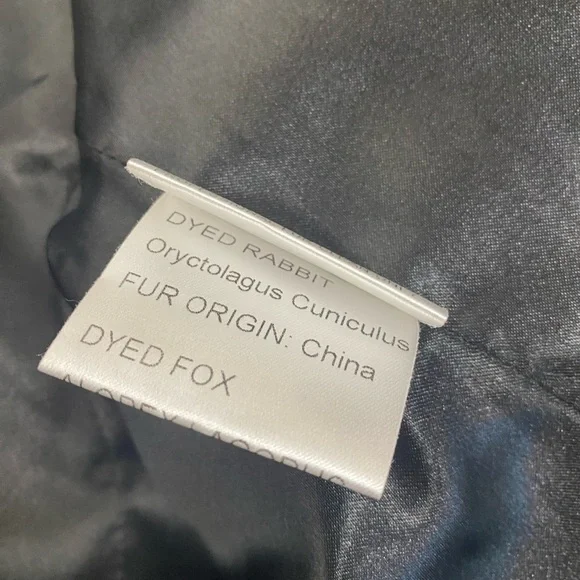 DYED RABBIT
Oryctolagus Cuniculus
FUR ORIGIN: China
DYED FOX